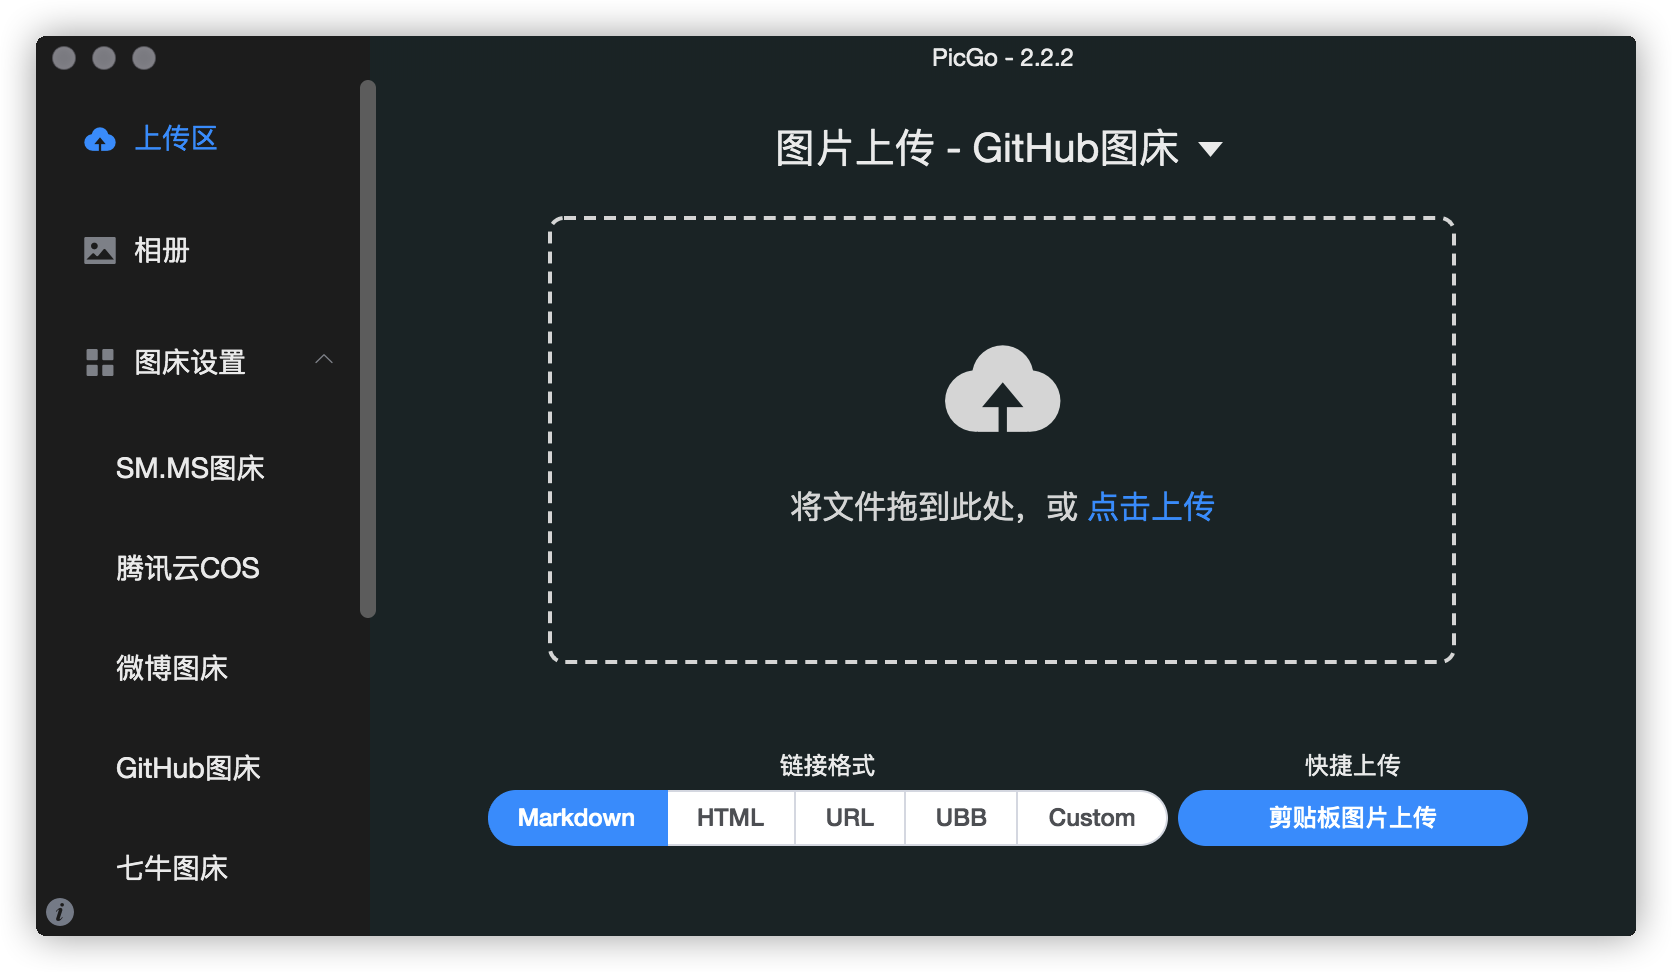 PicGo - 2.2.2
上传区
相册
图床设置
SM.MS图床
腾讯云COS
微博图床
GitHub图床
七牛图床
i
图片上传 - GitHub图床
将文件拖到此处，或 点击上传
链接格式
Markdown HTML URL UBB Custom
快捷上传
剪贴板图片上传